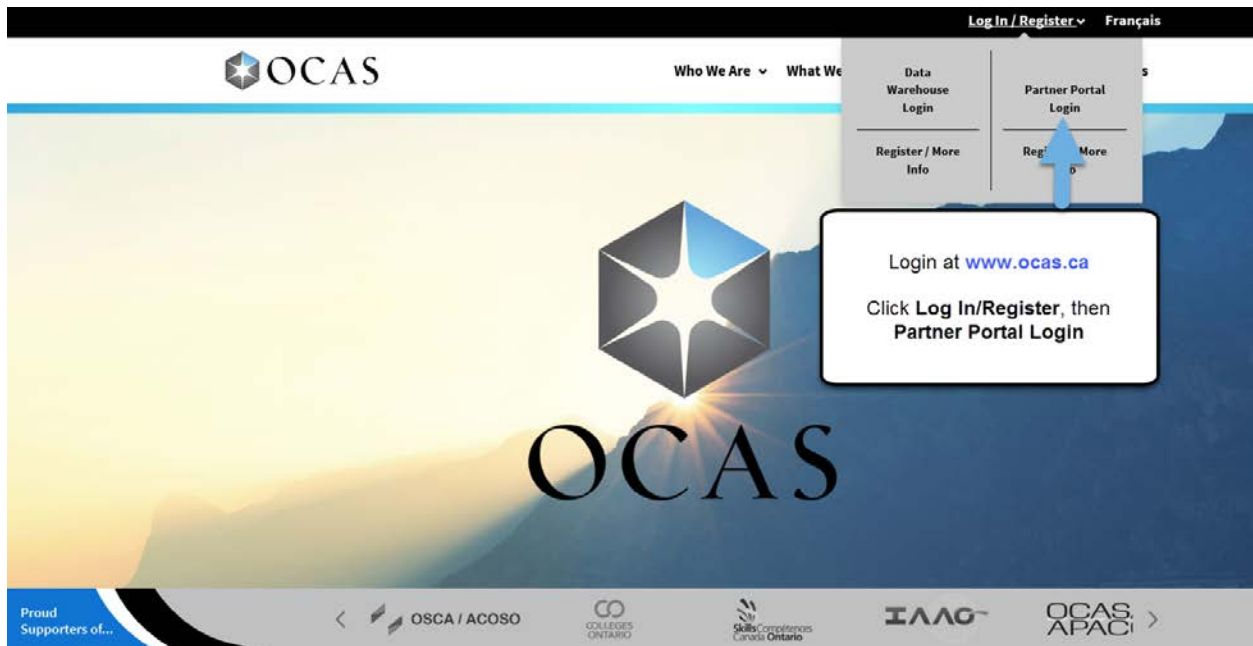 Log In / Register Français
OCAS
Who We Are What We
Data
Warehouse
Login
Partner Portal
Login
s
Register / More
Info
More
OCAS
Login at www.ocas.ca
Click Log In/Register, then
Partner Portal Login
Proud
Supporters of...
OSCA / ACOSO
COLLEGES
ONTARIO
Skills Compétences
Canada Ontario
OCAS